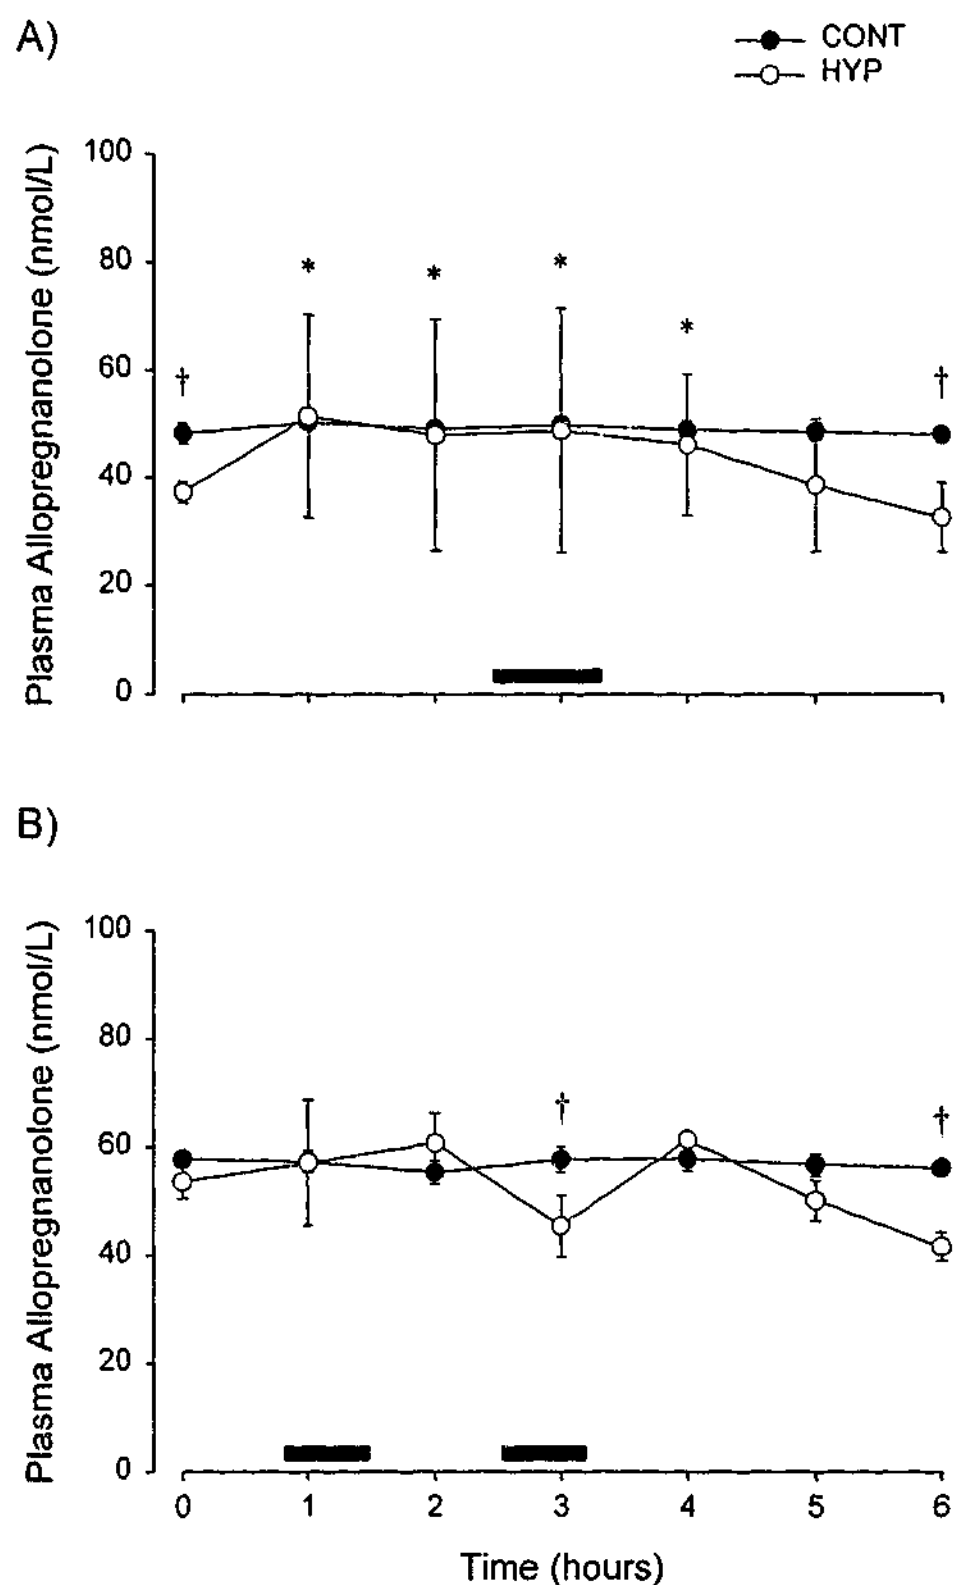 A)
CONT
HYP
Plasma Allopregnanolone (nmol/L)
100
80
60
40
20
0
†
*
*
*
*
†
B)
Plasma Allopregnanolone (nmol/L)
100
80
60
40
20
0
†
†
0 1 2 3 4 5 6
Time (hours)